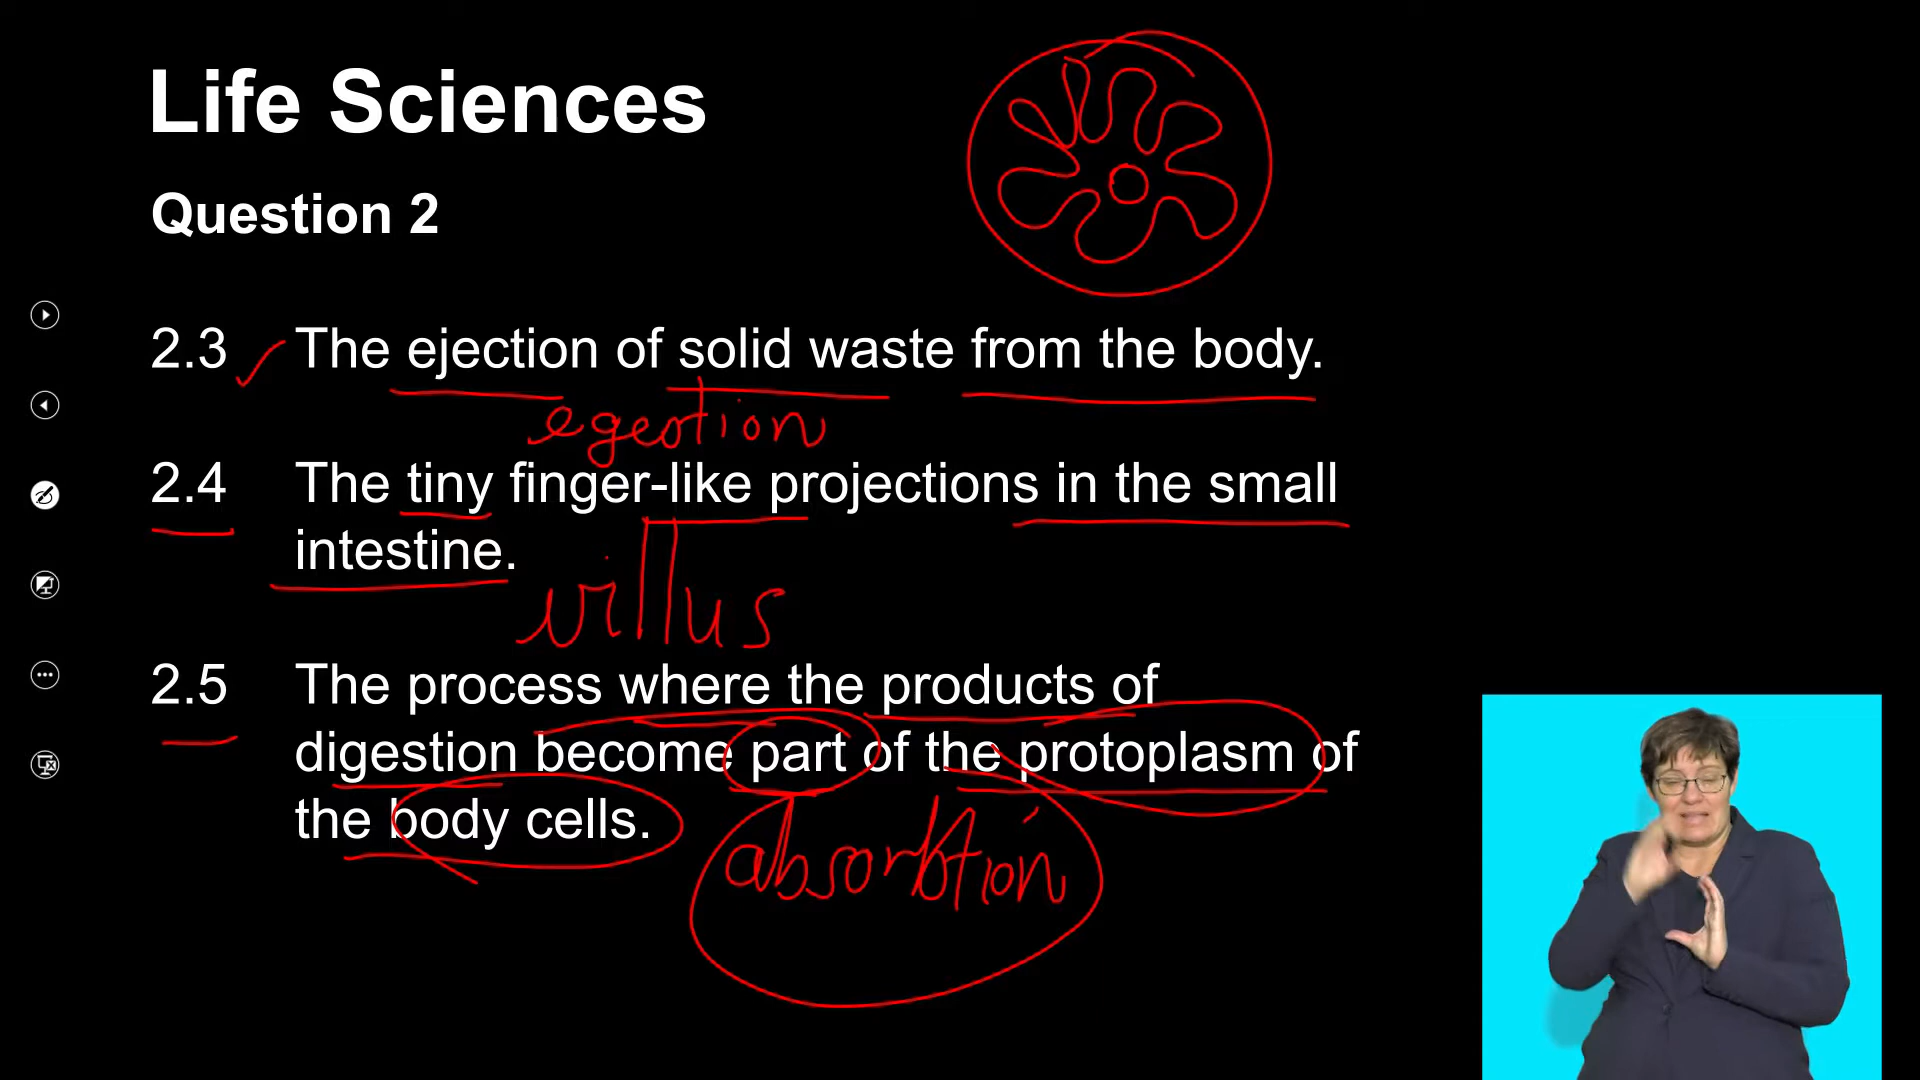 Life Sciences
Question 2
2.3 The ejection of solid waste from the body.
egestion
2.4 The tiny finger-like projections in the small
intestine.
villus
2.5 The process where the products of
digestion become part of the protoplasm of
the body cells.
absorbtion